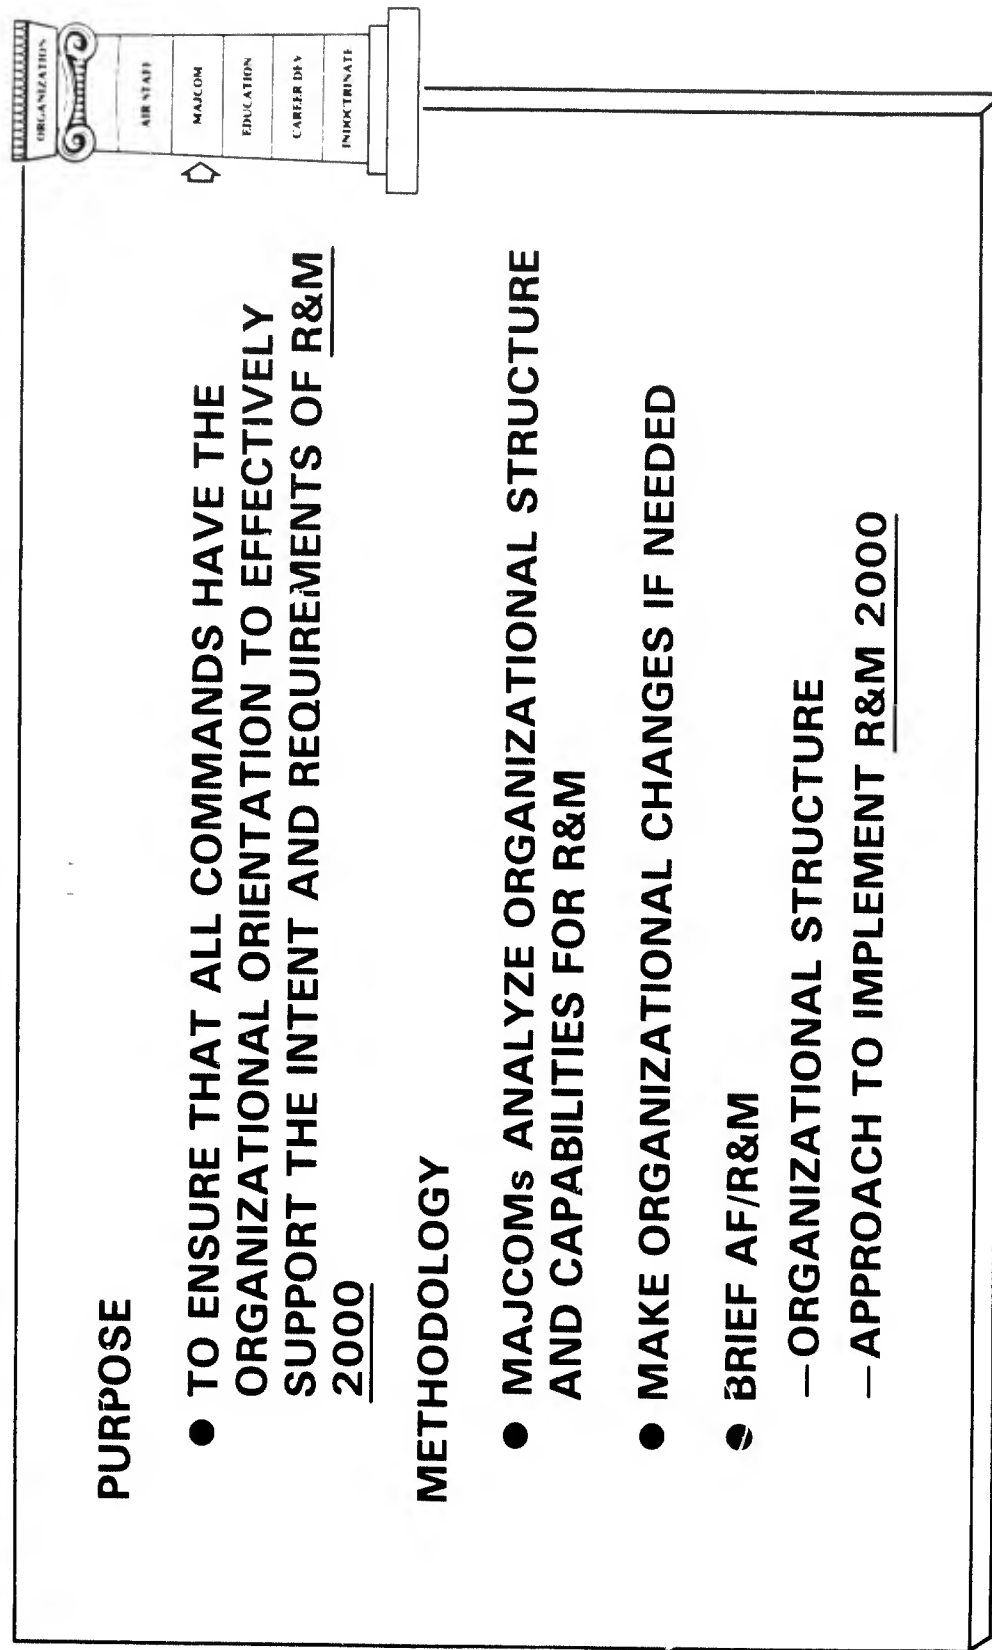 ORGANIZATION
AIR STAFF
MAJCOM
EDUCATION
CAREER DEV
INDOCTRINATE
PURPOSE
● TO ENSURE THAT ALL COMMANDS HAVE THE
ORGANIZATIONAL ORIENTATION TO EFFECTIVELY
SUPPORT THE INTENT AND REQUIREMENTS OF R&M
2000
METHODOLOGY
● MAJCOMs ANALYZE ORGANIZATIONAL STRUCTURE
AND CAPABILITIES FOR R&M
● MAKE ORGANIZATIONAL CHANGES IF NEEDED
● BRIEF AF/R&M
—ORGANIZATIONAL STRUCTURE
—APPROACH TO IMPLEMENT R&M 2000